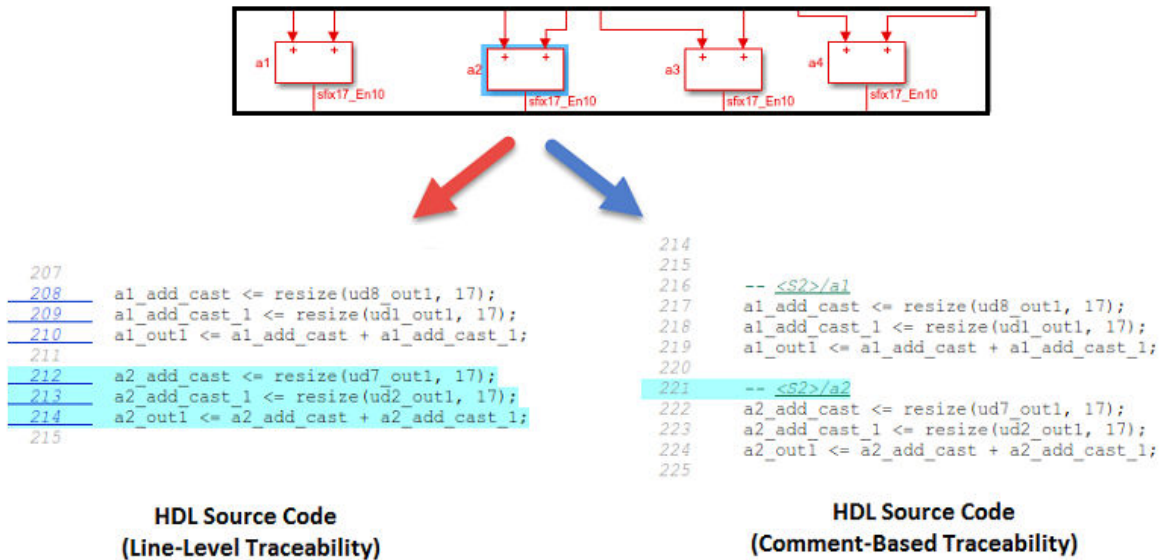 + +
a1
sfix17_En10
+ +
a2
sfix17_En10
+ +
a3
sfix17_En10
+ +
a4
sfix17_En10
207
208 a1_add_cast <= resize(ud8_out1, 17);
209 a1_add_cast_1 <= resize(ud1_out1, 17);
210 a1_out1 <= a1_add_cast + a1_add_cast_1;
211
212 a2_add_cast <= resize(ud7_out1, 17);
213 a2_add_cast_1 <= resize(ud2_out1, 17);
214 a2_out1 <= a2_add_cast + a2_add_cast_1;
215
HDL Source Code
(Line-Level Traceability)
214
215
216 -- <S2>/a1
217 a1_add_cast <= resize(ud8_out1, 17);
218 a1_add_cast_1 <= resize(ud1_out1, 17);
219 a1_out1 <= a1_add_cast + a1_add_cast_1;
220
221 -- <S2>/a2
222 a2_add_cast <= resize(ud7_out1, 17);
223 a2_add_cast_1 <= resize(ud2_out1, 17);
224 a2_out1 <= a2_add_cast + a2_add_cast_1;
225
HDL Source Code
(Comment-Based Traceability)